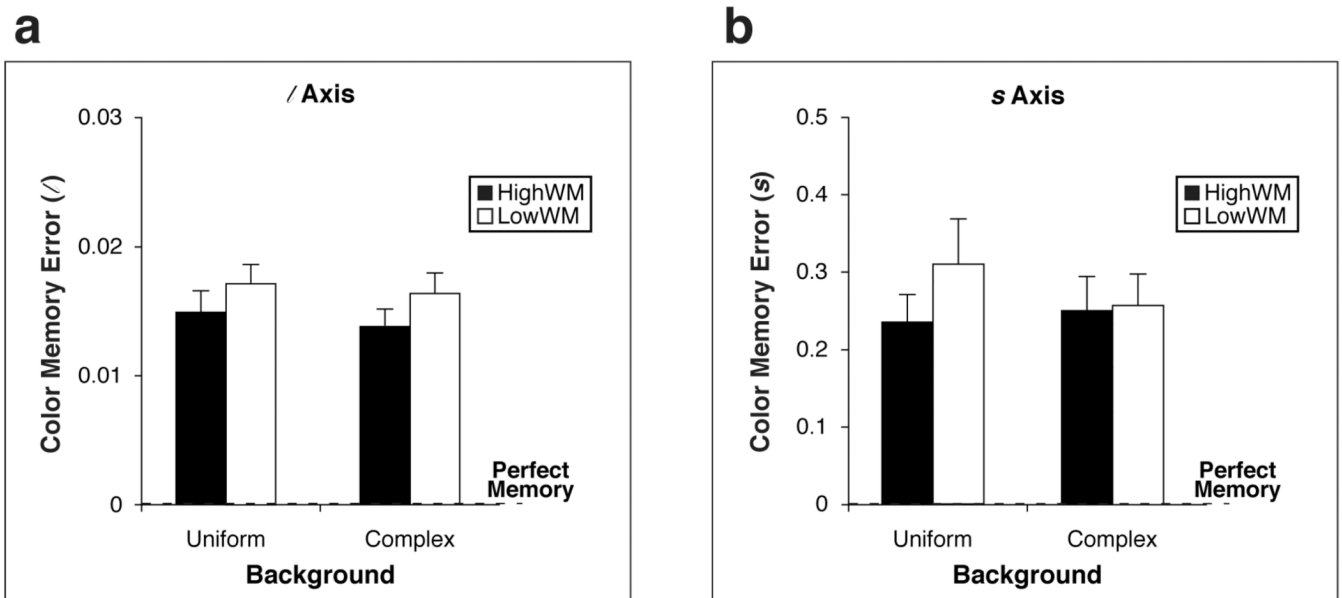 a
ℓ Axis
0.03
0.02
0.01
0
Color Memory Error (ℓ)
HighWM
LowWM
Perfect
Memory
Uniform
Complex
Background
b
s Axis
0.5
0.4
0.3
0.2
0.1
0
Color Memory Error (s)
HighWM
LowWM
Perfect
Memory
Uniform
Complex
Background